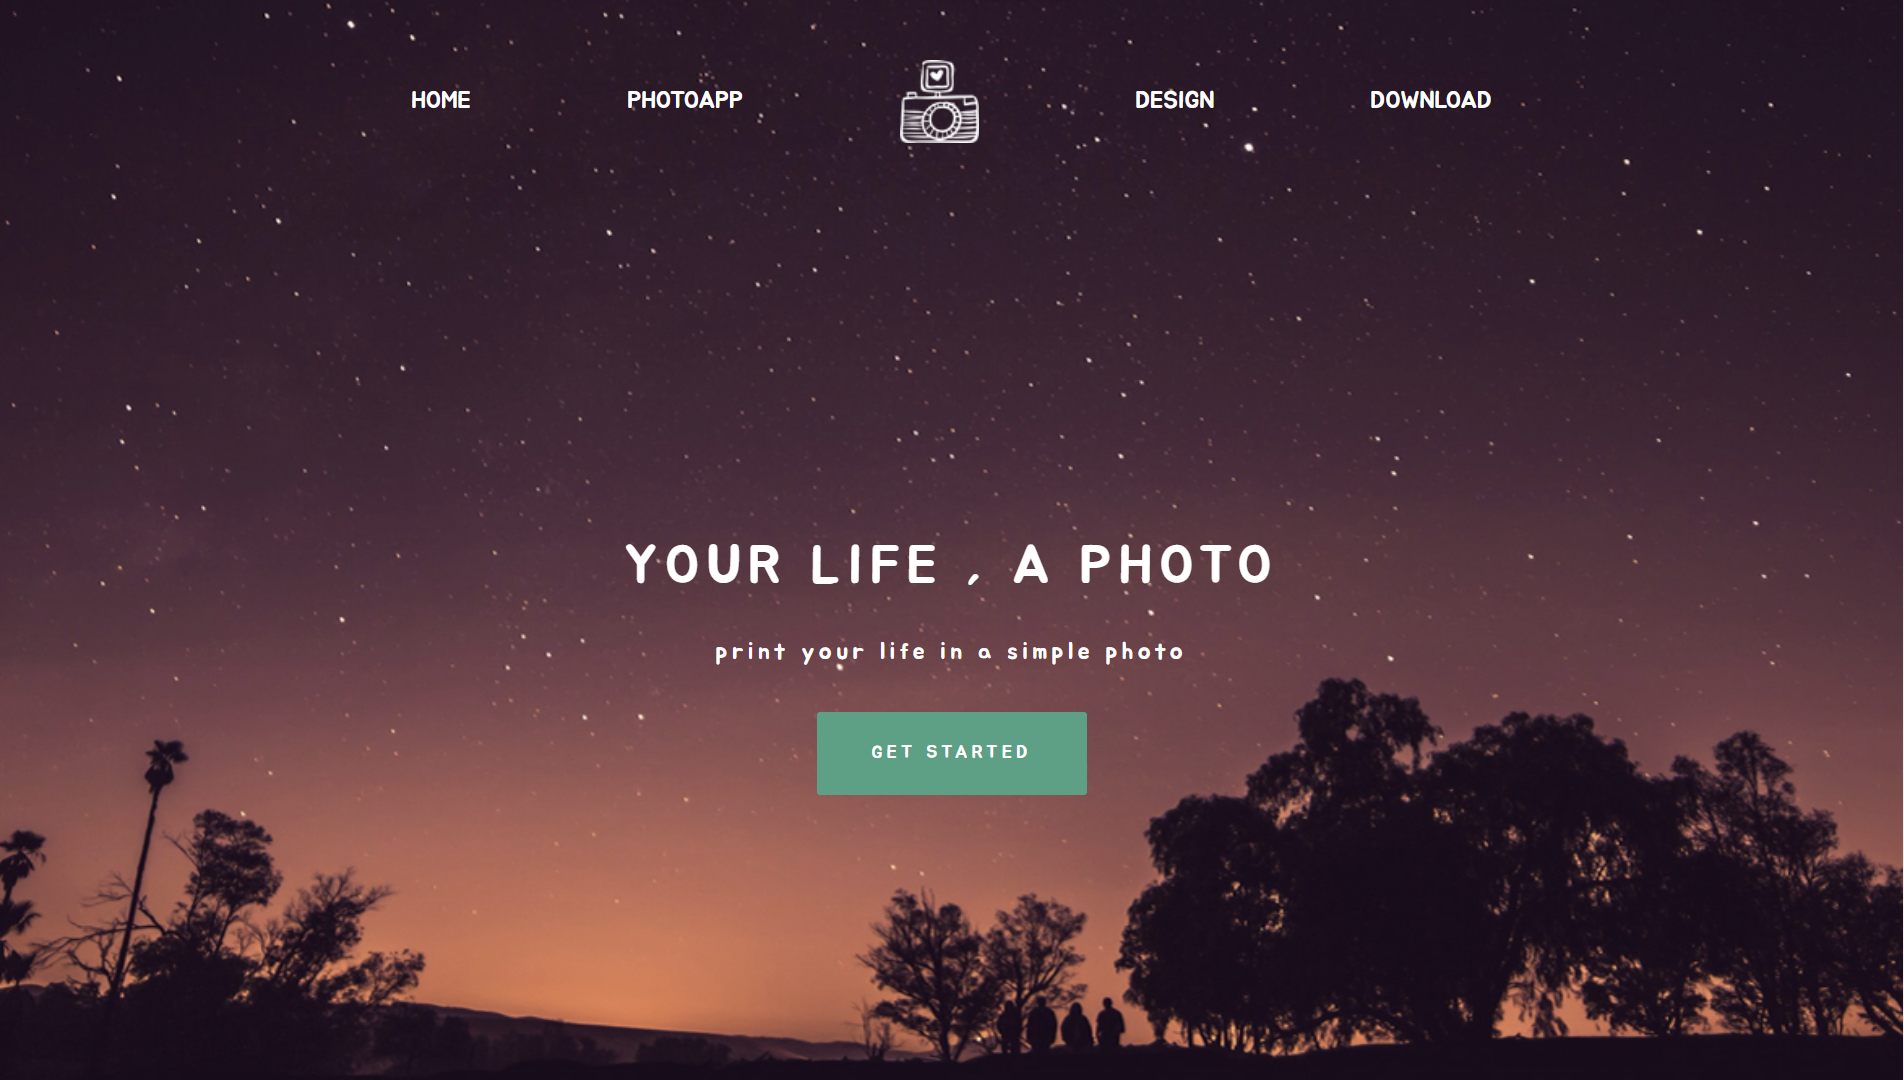 HOME PHOTOAPP DESIGN DOWNLOAD
YOUR LIFE , A PHOTO
print your life in a simple photo
GET STARTED